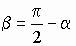 β = π/2 − α